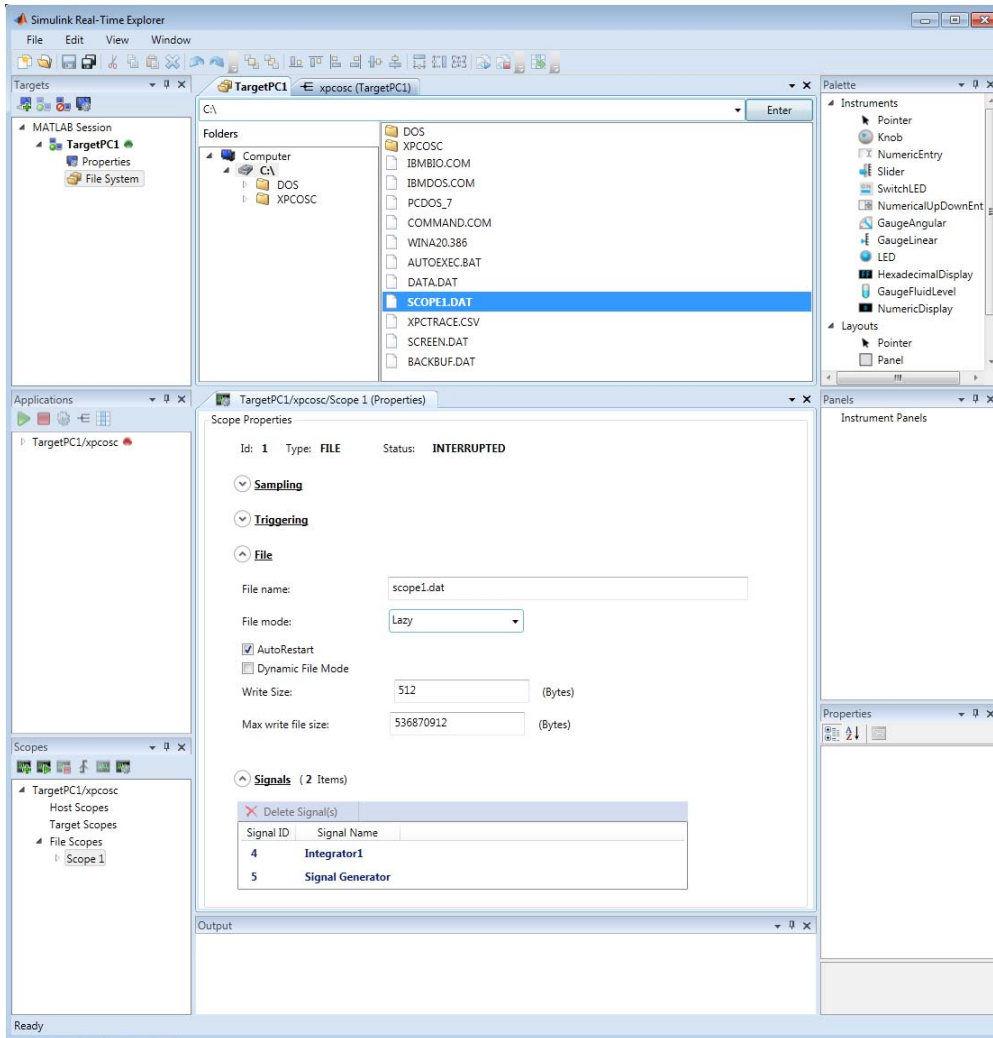 Simulink Real-Time Explorer
File Edit View Window
Targets
MATLAB Session
TargetPC1
Properties
File System
TargetPC1 xpcosc (TargetPC1)
C:\ Enter
Folders
Computer
C:\
DOS
XPCOSC
DOS
XPCOSC
IBMBIO.COM
IBMDOS.COM
PCDOS_7
COMMAND.COM
WINA20.386
AUTOEXEC.BAT
DATA.DAT
SCOPE1.DAT
XPCTRACE.CSV
SCREEN.DAT
BACKBUF.DAT
Palette
Instruments
Pointer
Knob
NumericEntry
Slider
SwitchLED
NumericalUpDownEnt
GaugeAngular
GaugeLinear
LED
HexadecimalDisplay
GaugeFluidLevel
NumericDisplay
Layouts
Pointer
Panel
Applications
TargetPC1/xpcosc
TargetPC1/xpcosc/Scope 1 (Properties)
Scope Properties
Id: 1 Type: FILE Status: INTERRUPTED
Sampling
Triggering
File
File name: scope1.dat
File mode: Lazy
AutoRestart
Dynamic File Mode
Write Size: 512 (Bytes)
Max write file size: 536870912 (Bytes)
Signals ( 2 Items)
Delete Signal(s)
Signal ID Signal Name
4 Integrator1
5 Signal Generator
Panels
Instrument Panels
Properties
Scopes
TargetPC1/xpcosc
Host Scopes
Target Scopes
File Scopes
Scope 1
Output
Ready